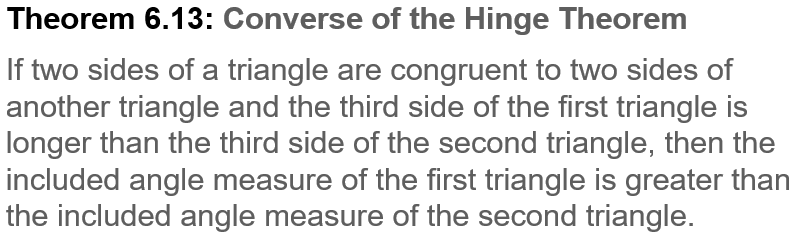 Theorem 6.13: Converse of the Hinge Theorem
If two sides of a triangle are congruent to two sides of
another triangle and the third side of the first triangle is
longer than the third side of the second triangle, then the
included angle measure of the first triangle is greater than
the included angle measure of the second triangle.